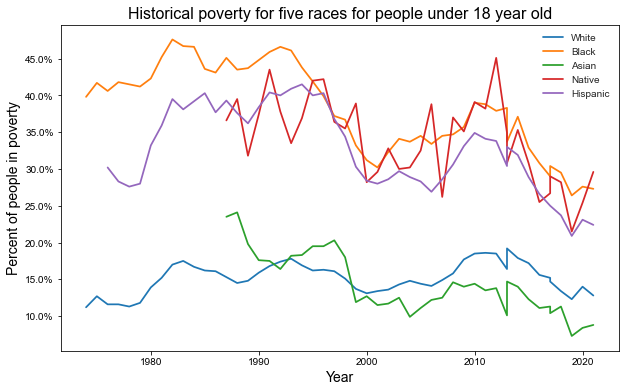 Historical poverty for five races for people under 18 year old
White
Black
Asian
Native
Hispanic
45.0%
40.0%
35.0%
30.0%
25.0%
20.0%
15.0%
10.0%
Percent of people in poverty
1980
1990
2000
2010
2020
Year